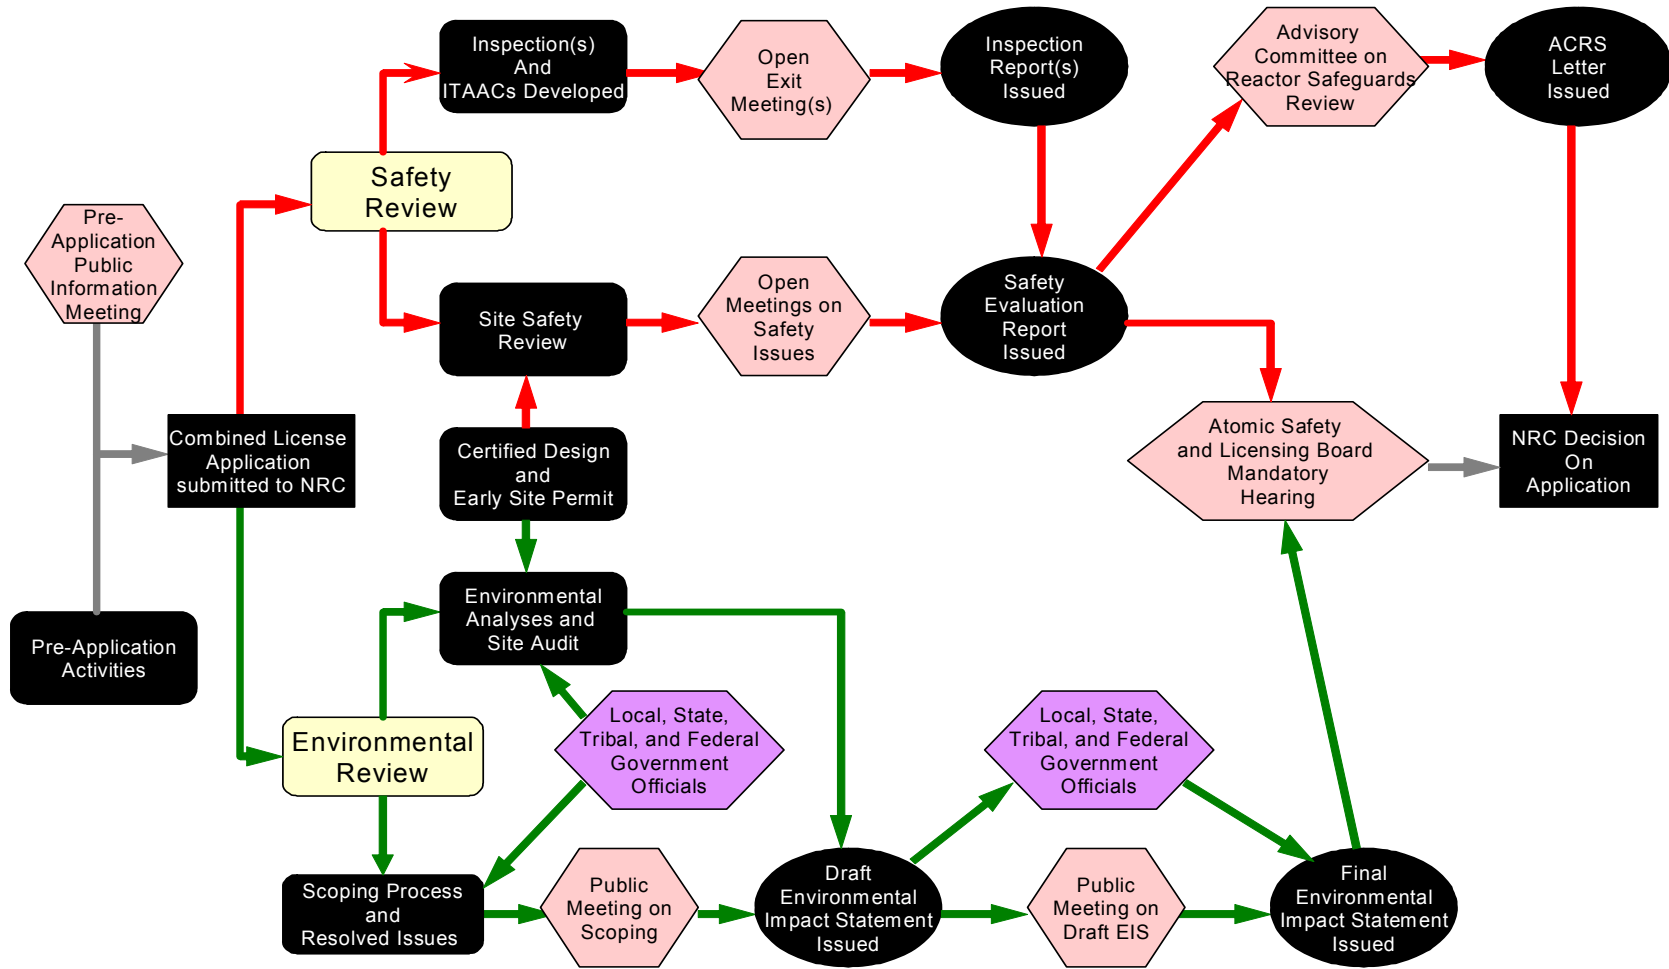 Inspection(s)
And
ITAACs Developed
Open
Exit
Meeting(s)
Inspection
Report(s)
Issued
Advisory
Committee on
Reactor Safeguards
Review
ACRS
Letter
Issued
Safety
Review
Pre-
Application
Public
Information
Meeting
Site Safety
Review
Open
Meetings on
Safety
Issues
Safety
Evaluation
Report
Issued
Combined License
Application
submitted to NRC
Certified Design
and
Early Site Permit
Atomic Safety
and Licensing Board
Mandatory
Hearing
NRC Decision
On
Application
Pre-Application
Activities
Environmental
Analyses and
Site Audit
Environmental
Review
Local, State,
Tribal, and Federal
Government
Officials
Local, State,
Tribal, and Federal
Government
Officials
Scoping Process
and
Resolved Issues
Public
Meeting on
Scoping
Draft
Environmental
Impact Statement
Issued
Public
Meeting on
Draft EIS
Final
Environmental
Impact Statement
Issued